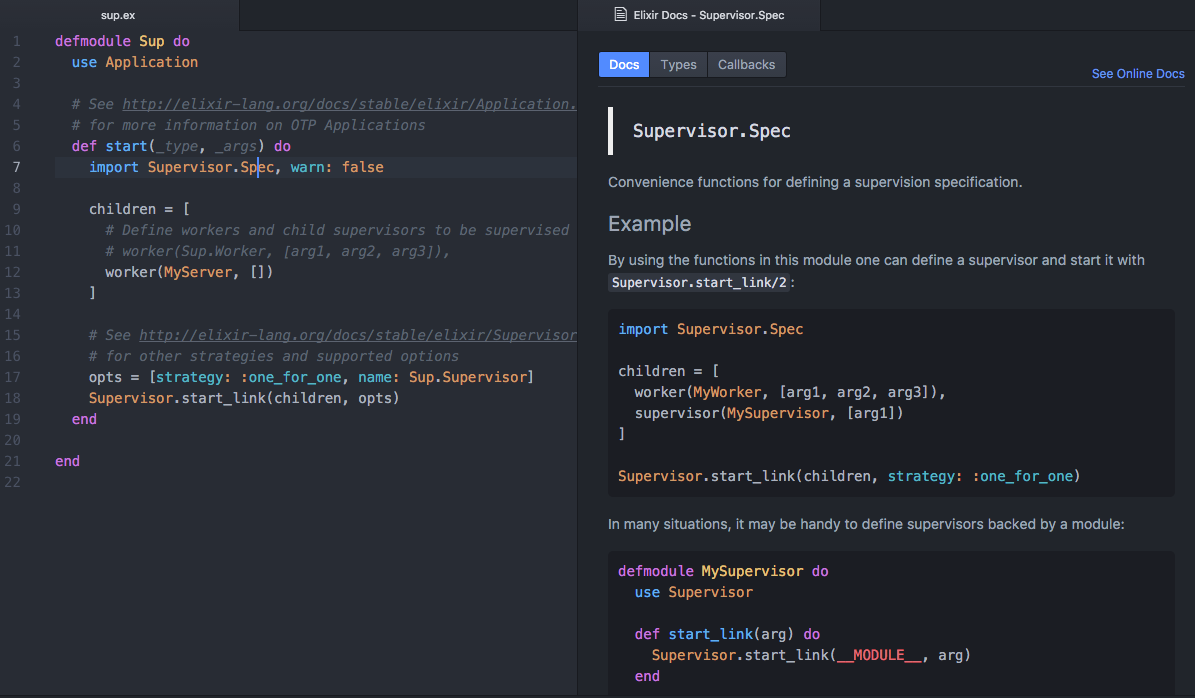 sup.ex
1 defmodule Sup do
2 use Application
3
4 # See http://elixir-lang.org/docs/stable/elixir/Application.
5 # for more information on OTP Applications
6 def start(_type, _args) do
7 import Supervisor.Spec, warn: false
8
9 children = [
10 # Define workers and child supervisors to be supervised
11 # worker(Sup.Worker, [arg1, arg2, arg3]),
12 worker(MyServer, [])
13 ]
14
15 # See http://elixir-lang.org/docs/stable/elixir/Supervisor
16 # for other strategies and supported options
17 opts = [strategy: :one_for_one, name: Sup.Supervisor]
18 Supervisor.start_link(children, opts)
19 end
20
21 end
22
Elixir Docs - Supervisor.Spec
Docs Types Callbacks
See Online Docs
Supervisor.Spec
Convenience functions for defining a supervision specification.
Example
By using the functions in this module one can define a supervisor and start it with
Supervisor.start_link/2:
import Supervisor.Spec
children = [
worker(MyWorker, [arg1, arg2, arg3]),
supervisor(MySupervisor, [arg1])
]
Supervisor.start_link(children, strategy: :one_for_one)
In many situations, it may be handy to define supervisors backed by a module:
defmodule MySupervisor do
use Supervisor
def start_link(arg) do
Supervisor.start_link(__MODULE__, arg)
end